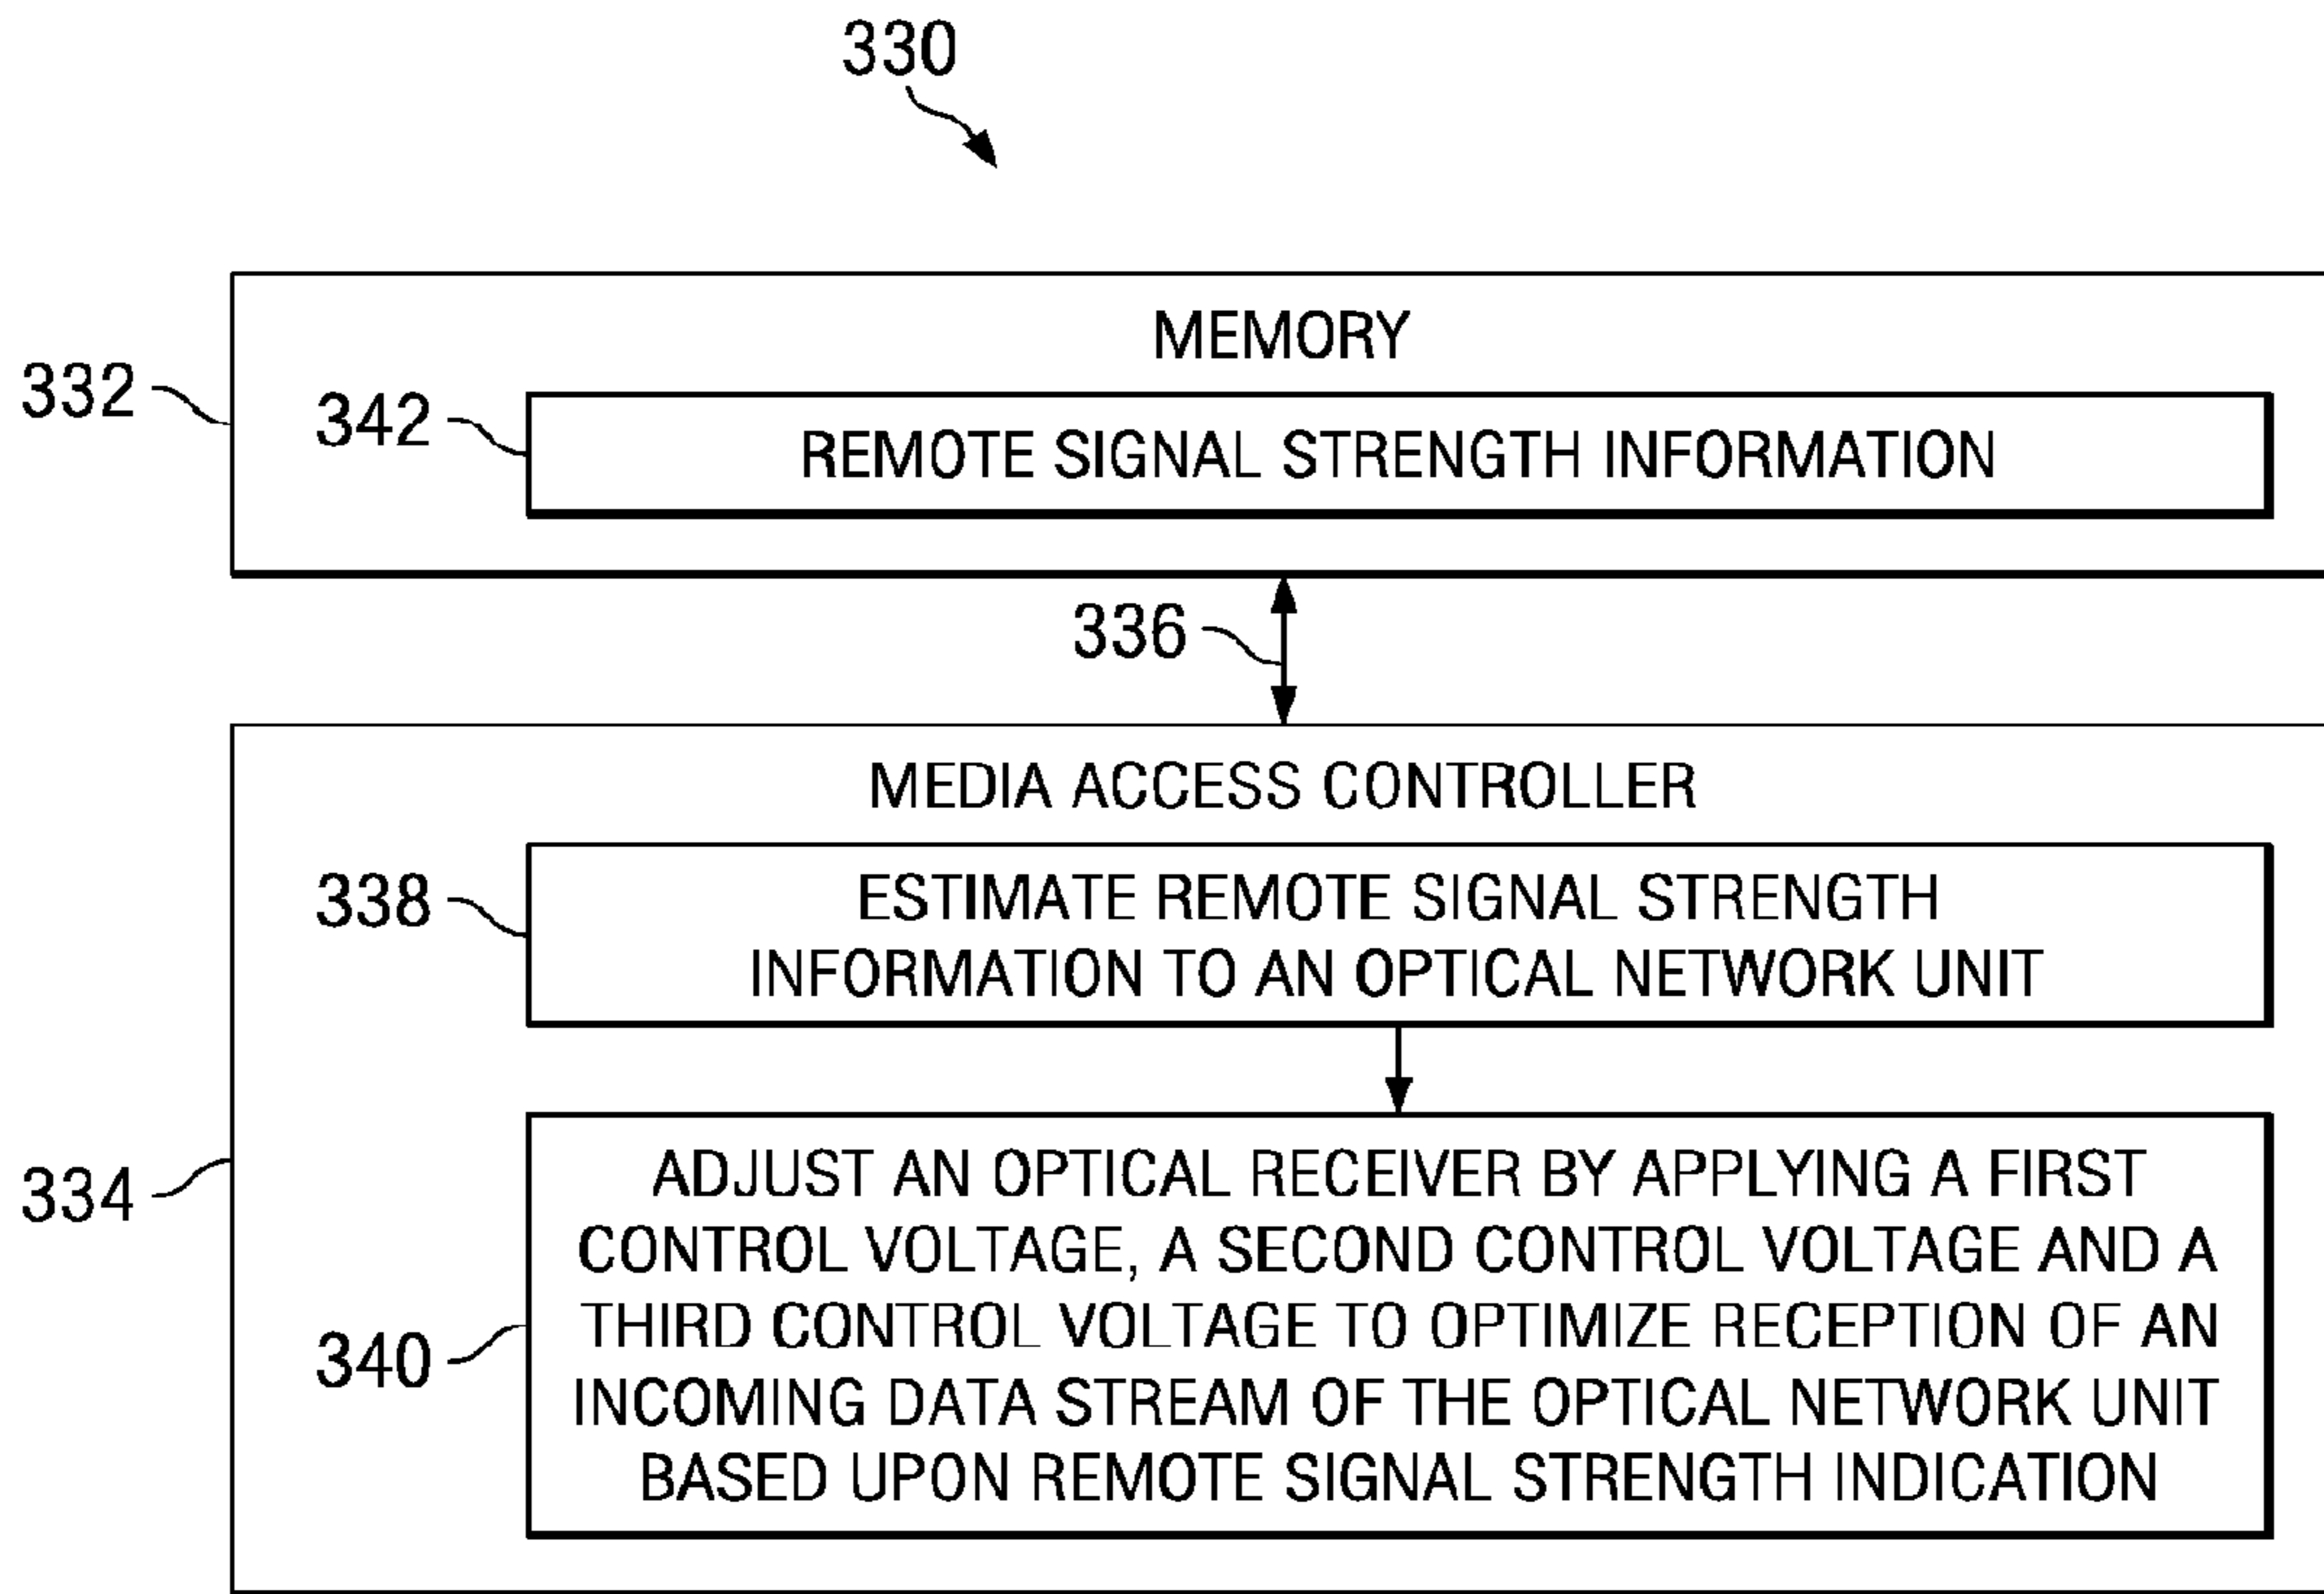 330
MEMORY
332
342
REMOTE SIGNAL STRENGTH INFORMATION
336
MEDIA ACCESS CONTROLLER
338
ESTIMATE REMOTE SIGNAL STRENGTH
INFORMATION TO AN OPTICAL NETWORK UNIT
334
340
ADJUST AN OPTICAL RECEIVER BY APPLYING A FIRST
CONTROL VOLTAGE, A SECOND CONTROL VOLTAGE AND A
THIRD CONTROL VOLTAGE TO OPTIMIZE RECEPTION OF AN
INCOMING DATA STREAM OF THE OPTICAL NETWORK UNIT
BASED UPON REMOTE SIGNAL STRENGTH INDICATION